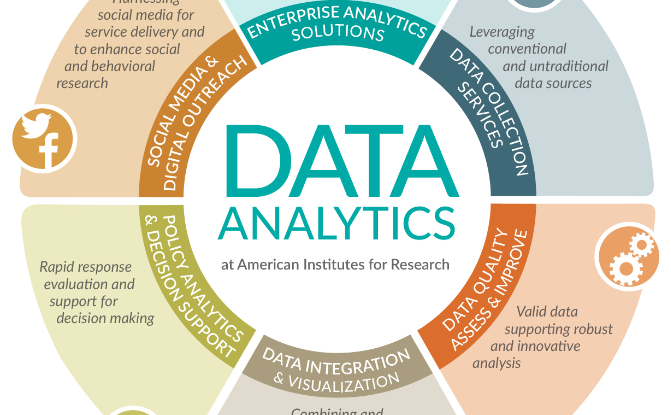 Harnessing
social media for
service delivery and
to enhance social
and behavioral
research
ENTERPRISE ANALYTICS
SOLUTIONS
Leveraging
conventional
and untraditional
data sources
SOCIAL MEDIA &
DIGITAL OUTREACH
DATA COLLECTION
SERVICES
DATA
ANALYTICS
at American Institutes for Research
Rapid response
evaluation and
support for
decision making
POLICY ANALYTICS
& DECISION SUPPORT
DATA QUALITY
ASSESS & IMPROVE
Valid data
supporting robust
and innovative
analysis
DATA INTEGRATION
& VISUALIZATION
Combining and